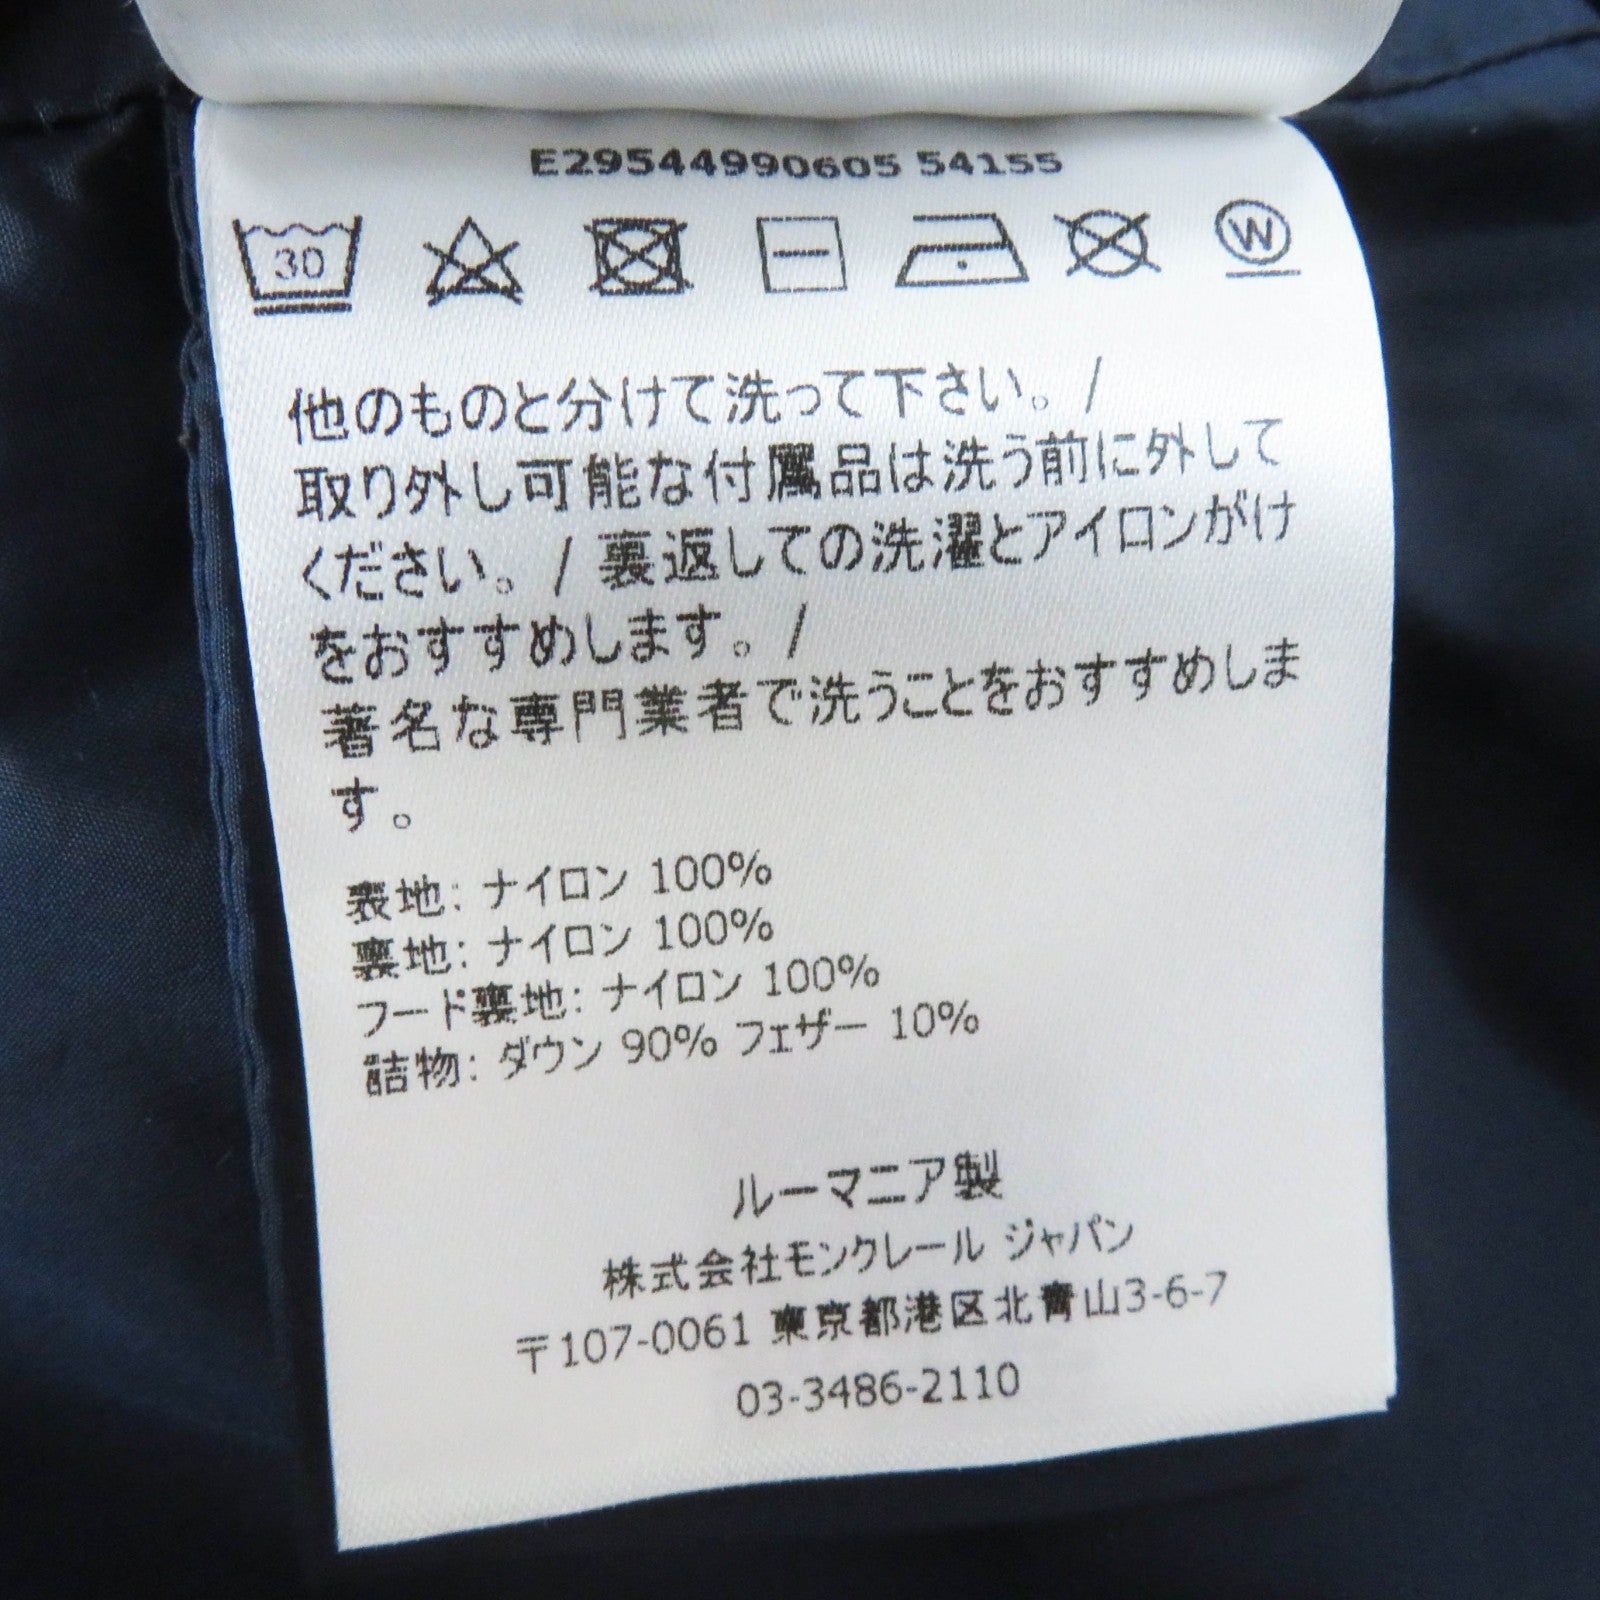 E29544990605 54155
30
W
他のものと分けて洗って下さい。/
取り外し可能な付属品は洗う前に外して
ください。/ 裏返しての洗濯とアイロンがけ
をおすすめします。/
著名な専門業者で洗うことをおすすめしま
す。
表地: ナイロン 100%
裏地: ナイロン 100%
フード裏地: ナイロン 100%
詰物: ダウン 90% フェザー 10%
ルーマニア製
株式会社モンクレール ジャパン
〒107-0061 東京都港区北青山3-6-7
03-3486-2110